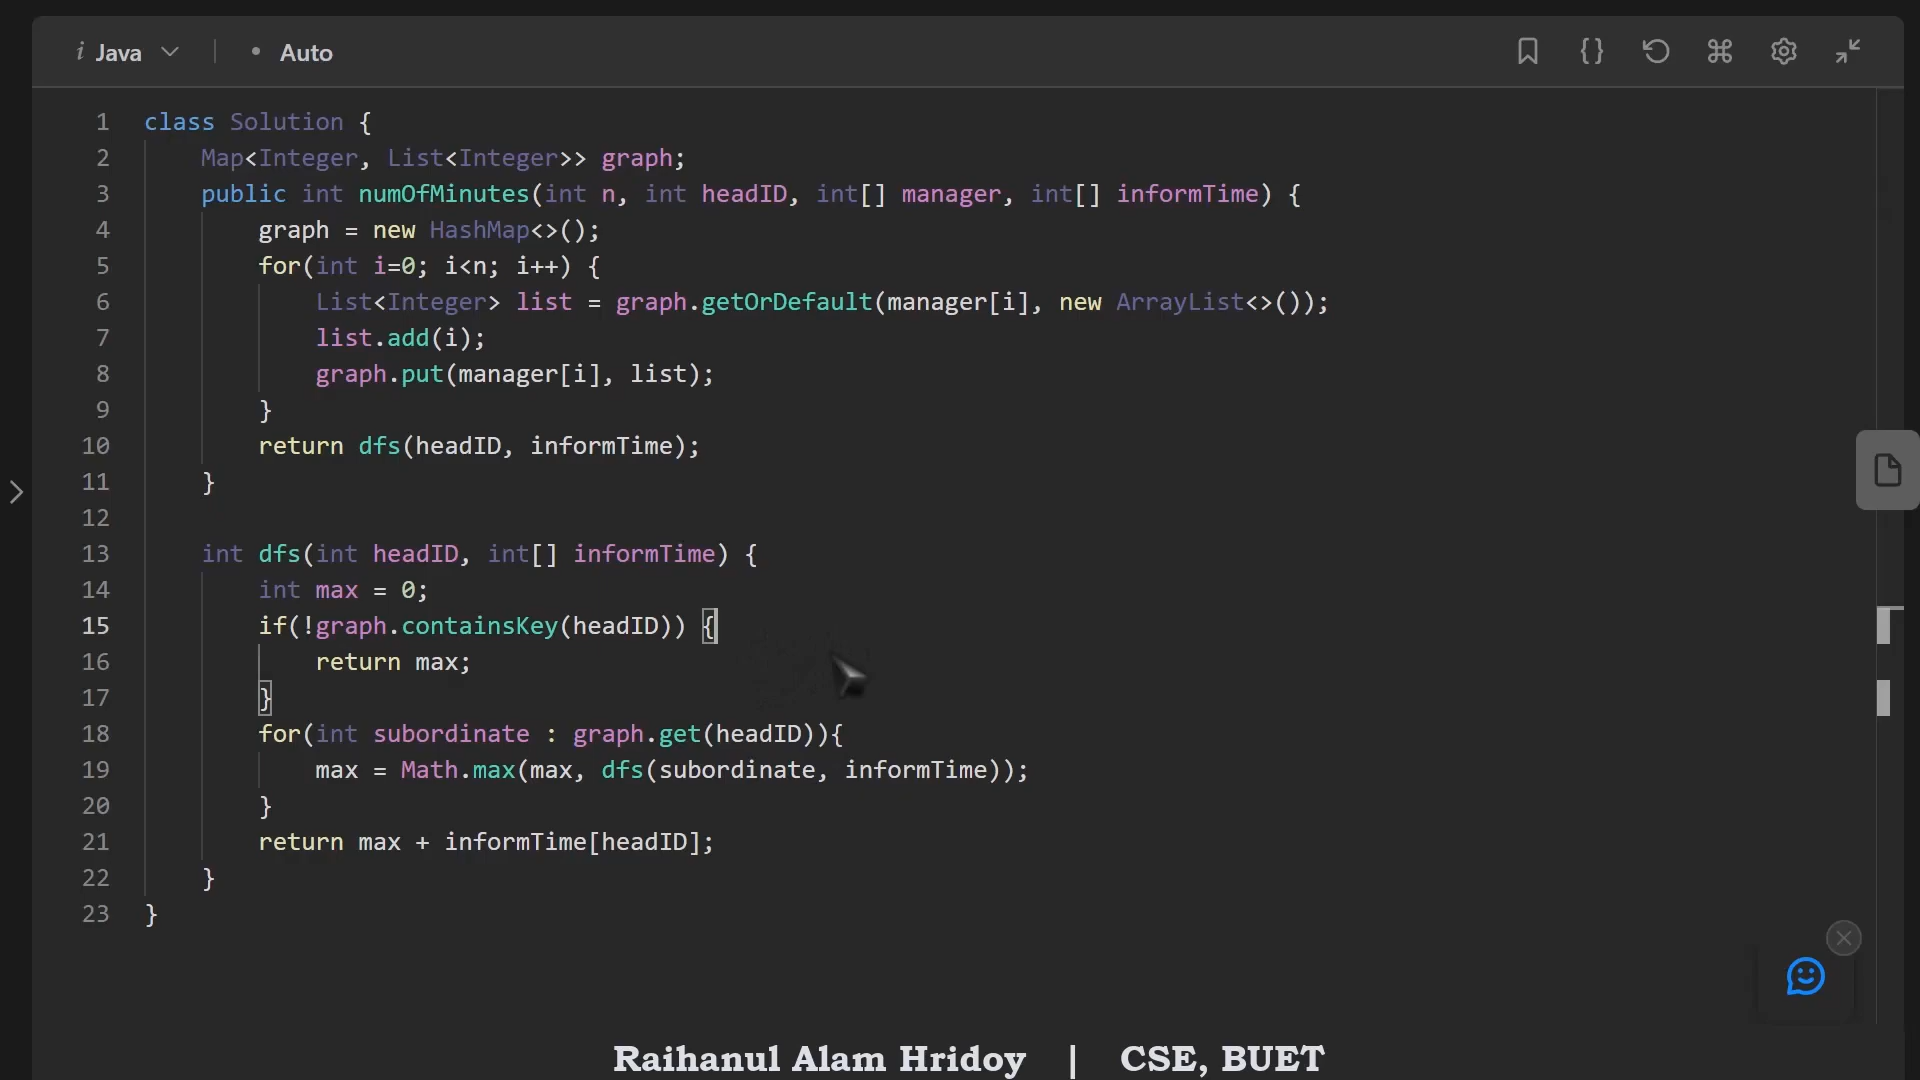 i Java • Auto
1 class Solution {
2 Map<Integer, List<Integer>> graph;
3 public int numOfMinutes(int n, int headID, int[] manager, int[] informTime) {
4 graph = new HashMap<>();
5 for(int i=0; i<n; i++) {
6 List<Integer> list = graph.getOrDefault(manager[i], new ArrayList<>());
7 list.add(i);
8 graph.put(manager[i], list);
9 }
10 return dfs(headID, informTime);
11 }
12
13 int dfs(int headID, int[] informTime) {
14 int max = 0;
15 if(!graph.containsKey(headID)) {
16 return max;
17 }
18 for(int subordinate : graph.get(headID)){
19 max = Math.max(max, dfs(subordinate, informTime));
20 }
21 return max + informTime[headID];
22 }
23 }
Raihanul Alam Hridoy | CSE, BUET